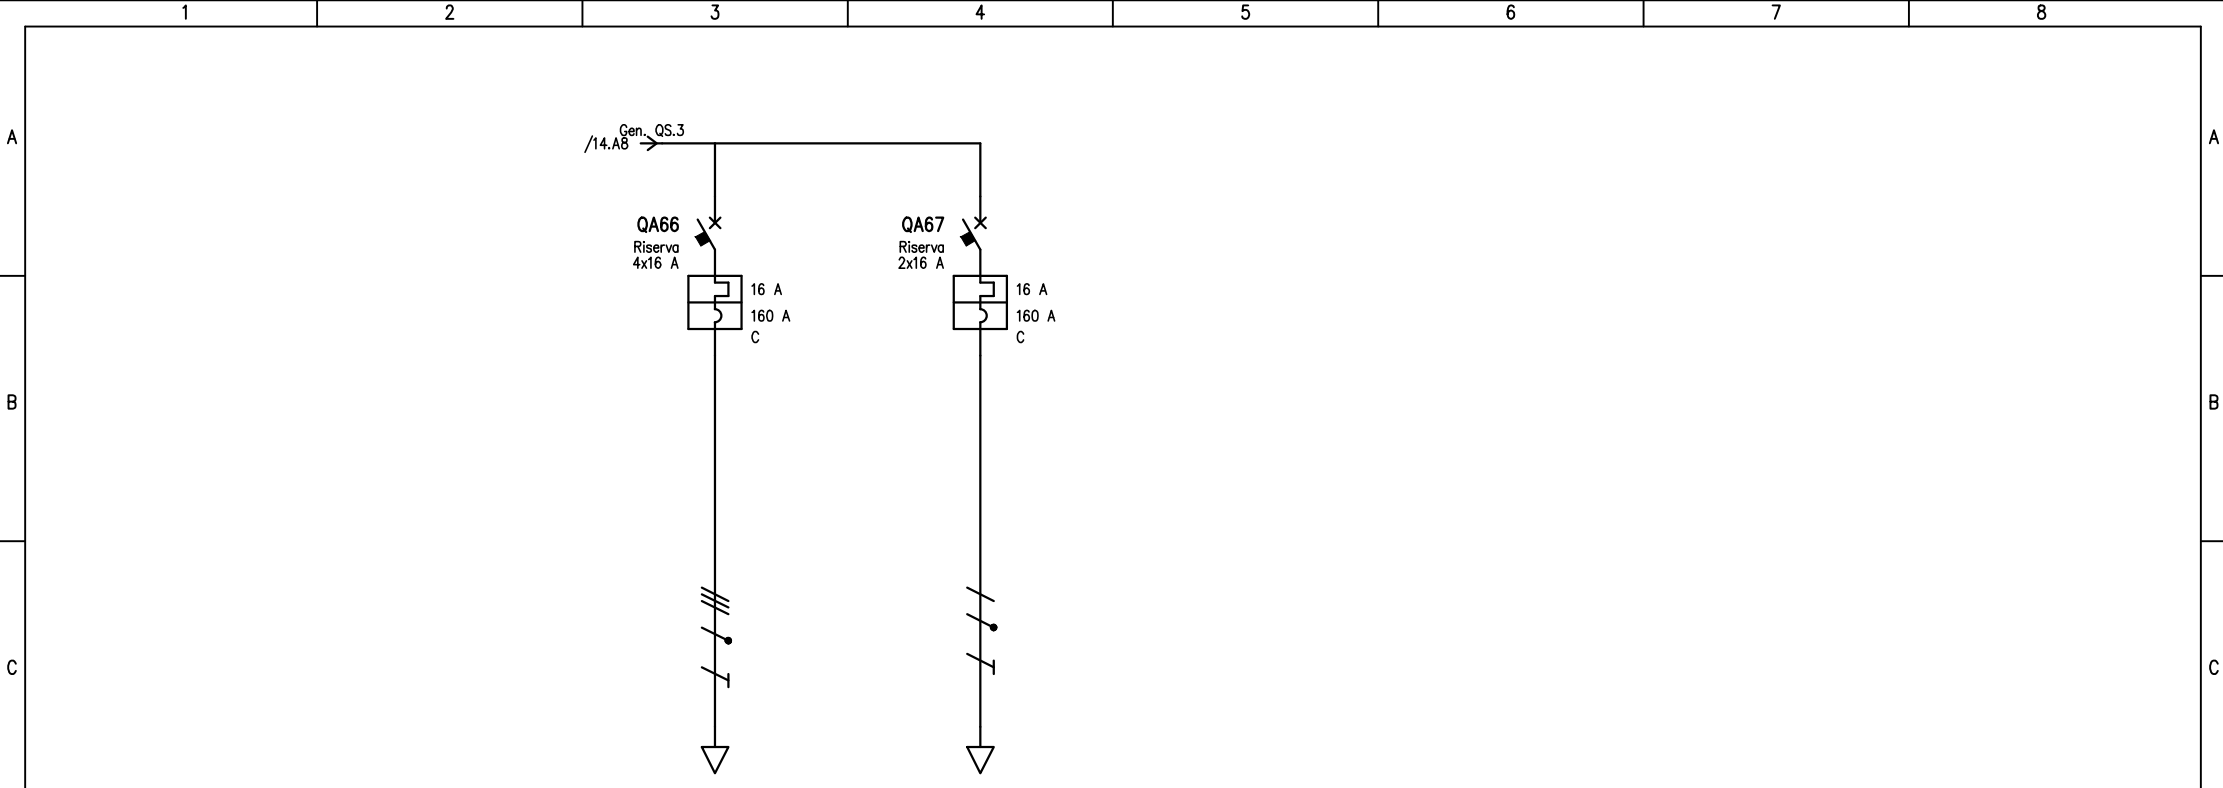 1 2 3 4 5 6 7 8
A A
Gen. QS.3
/14.A8
QA66 QA67
Riserva Riserva
4x16 A 2x16 A
16 A 16 A
160 A 160 A
C C
B B
C C